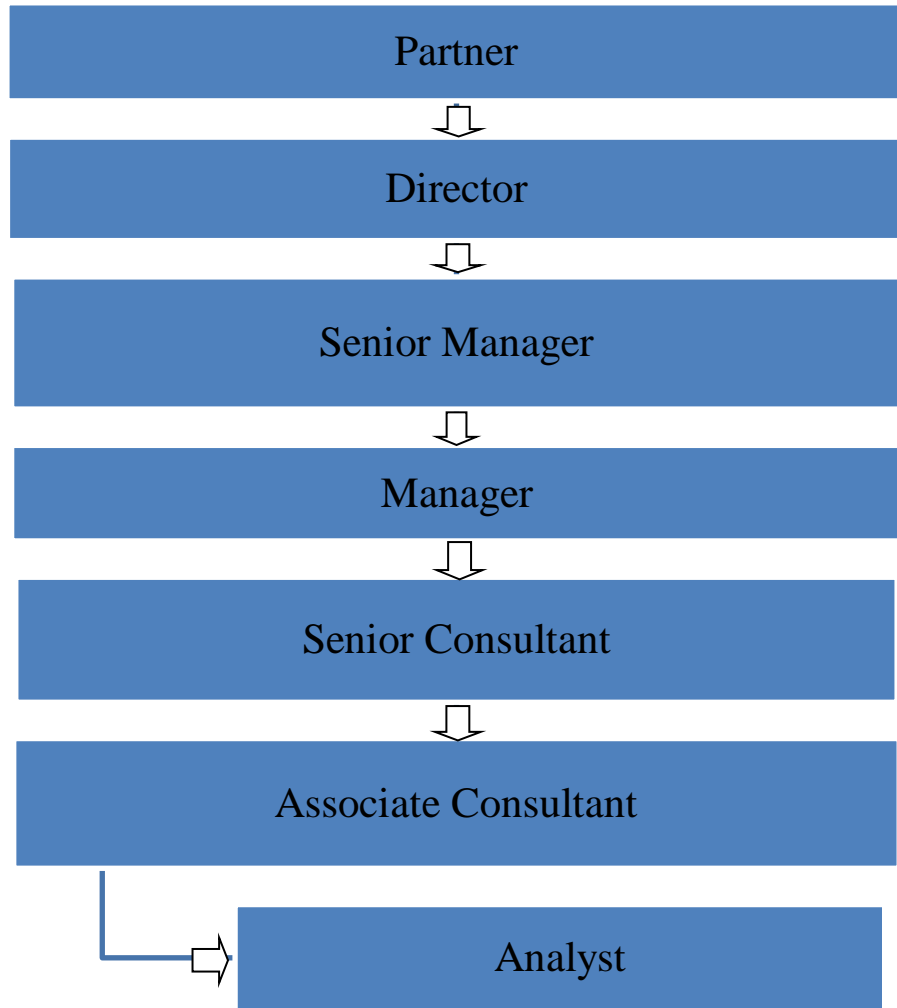 Partner
Director
Senior Manager
Manager
Senior Consultant
Associate Consultant
Analyst